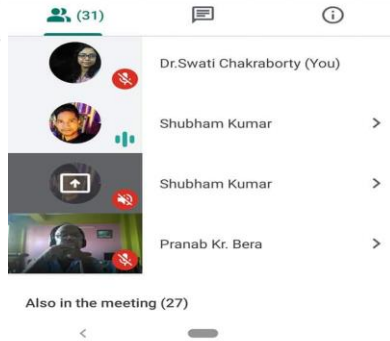 (31)
Dr.Swati Chakraborty (You)
Shubham Kumar
Shubham Kumar
Pranab Kr. Bera
Also in the meeting (27)